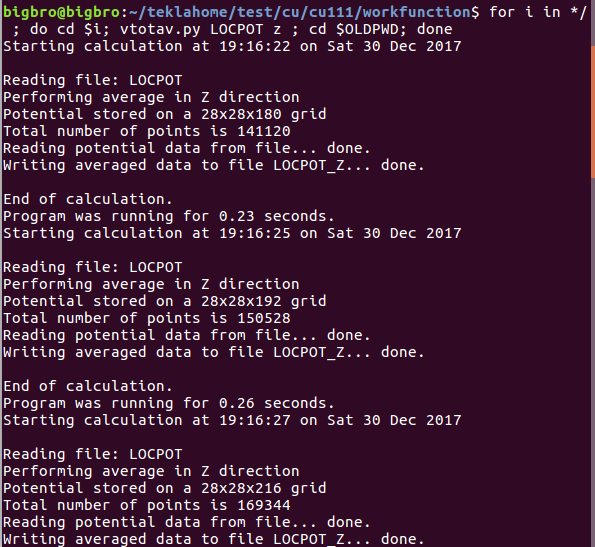 bigbro@bigbro:~/teklahome/test/cu/cu111/workfunction$ for i in */
 ; do cd $i; vtotav.py LOCPOT z ; cd $OLDPWD; done
Starting calculation at 19:16:22 on Sat 30 Dec 2017
Reading file: LOCPOT
Performing average in Z direction
Potential stored on a 28x28x180 grid
Total number of points is 141120
Reading potential data from file... done.
Writing averaged data to file LOCPOT_Z... done.
End of calculation.
Program was running for 0.23 seconds.
Starting calculation at 19:16:25 on Sat 30 Dec 2017
Reading file: LOCPOT
Performing average in Z direction
Potential stored on a 28x28x192 grid
Total number of points is 150528
Reading potential data from file... done.
Writing averaged data to file LOCPOT_Z... done.
End of calculation.
Program was running for 0.26 seconds.
Starting calculation at 19:16:27 on Sat 30 Dec 2017
Reading file: LOCPOT
Performing average in Z direction
Potential stored on a 28x28x216 grid
Total number of points is 169344
Reading potential data from file... done.
Writing averaged data to file LOCPOT_Z... done.